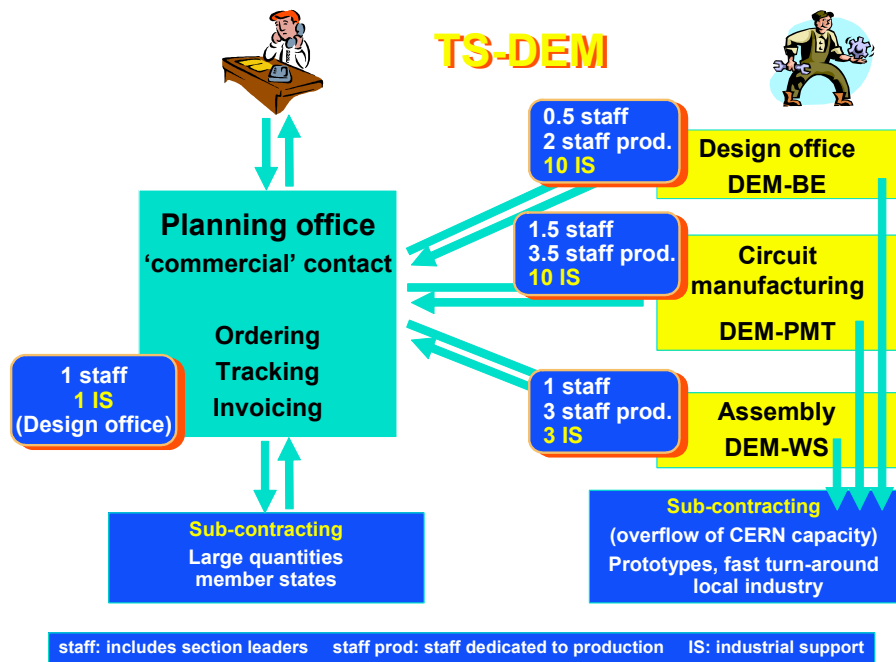 TS-DEM
0.5 staff
2 staff prod.
10 IS
Design office
DEM-BE
Planning office
‘commercial’ contact
Ordering
Tracking
Invoicing
1.5 staff
3.5 staff prod.
10 IS
Circuit
manufacturing
DEM-PMT
1 staff
1 IS
(Design office)
1 staff
3 staff prod.
3 IS
Assembly
DEM-WS
Sub-contracting
Large quantities
member states
Sub-contracting
(overflow of CERN capacity)
Prototypes, fast turn-around
local industry
staff: includes section leaders staff prod: staff dedicated to production IS: industrial support